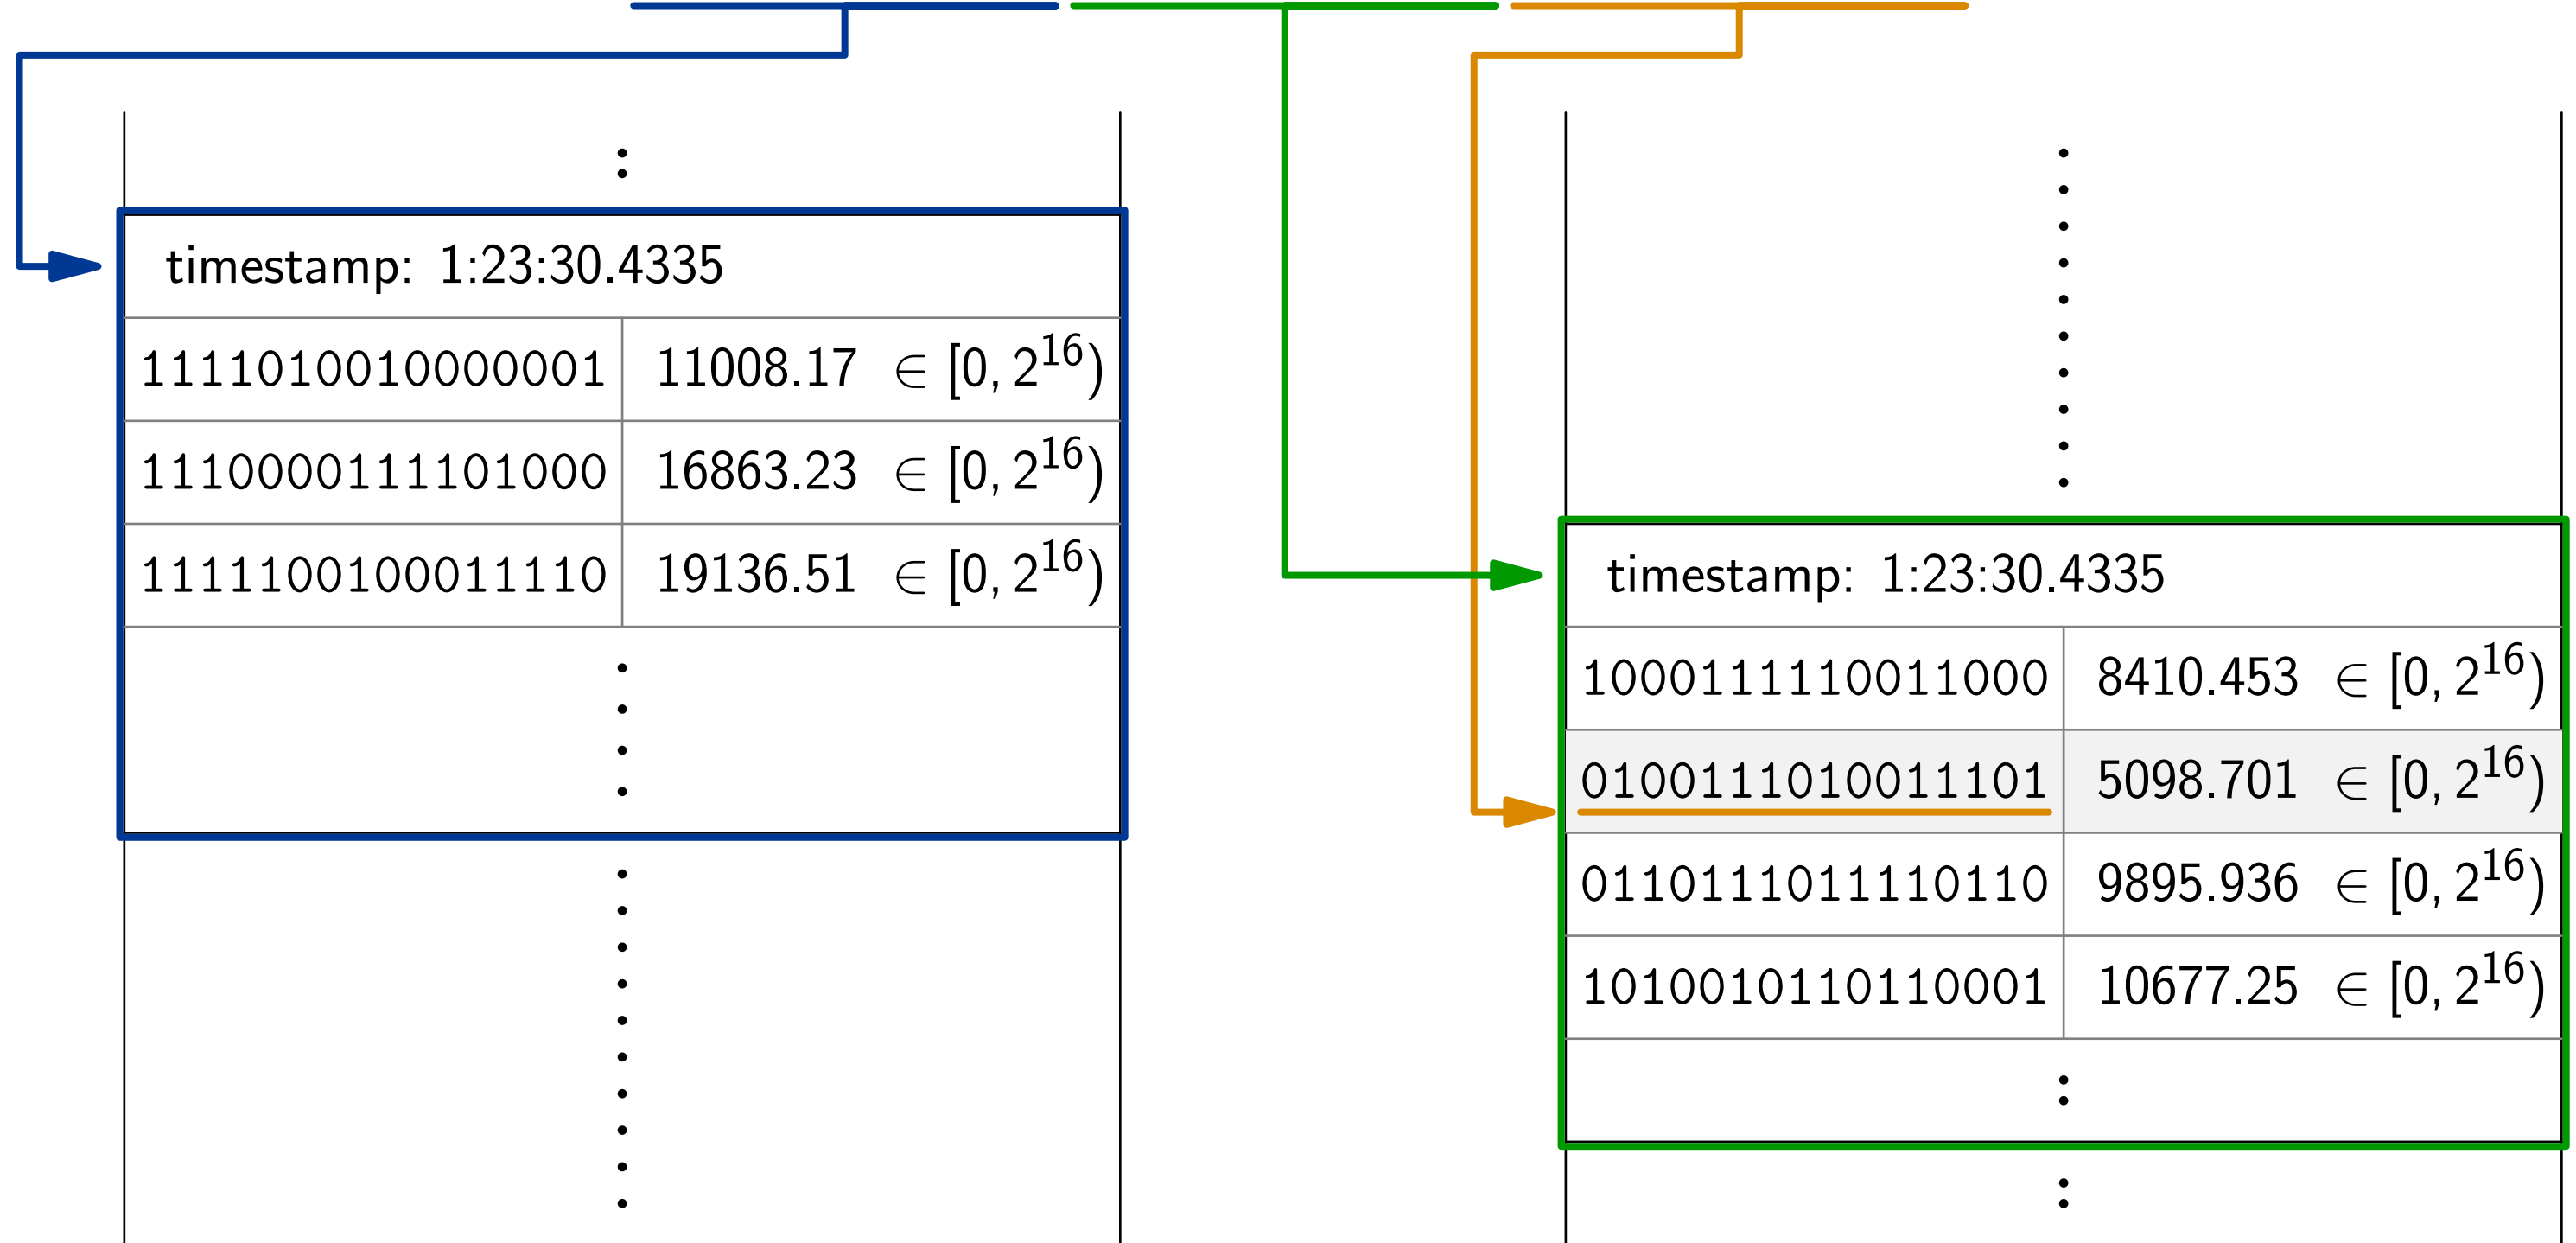 timestamp: 1:23:30.4335
1111010010000001 11008.17 ∈ [0, 2^16)
1110000111101000 16863.23 ∈ [0, 2^16)
1111100100011110 19136.51 ∈ [0, 2^16)
timestamp: 1:23:30.4335
1000111110011000 8410.453 ∈ [0, 2^16)
0100111010011101 5098.701 ∈ [0, 2^16)
0110111011110110 9895.936 ∈ [0, 2^16)
1010010110110001 10677.25 ∈ [0, 2^16)